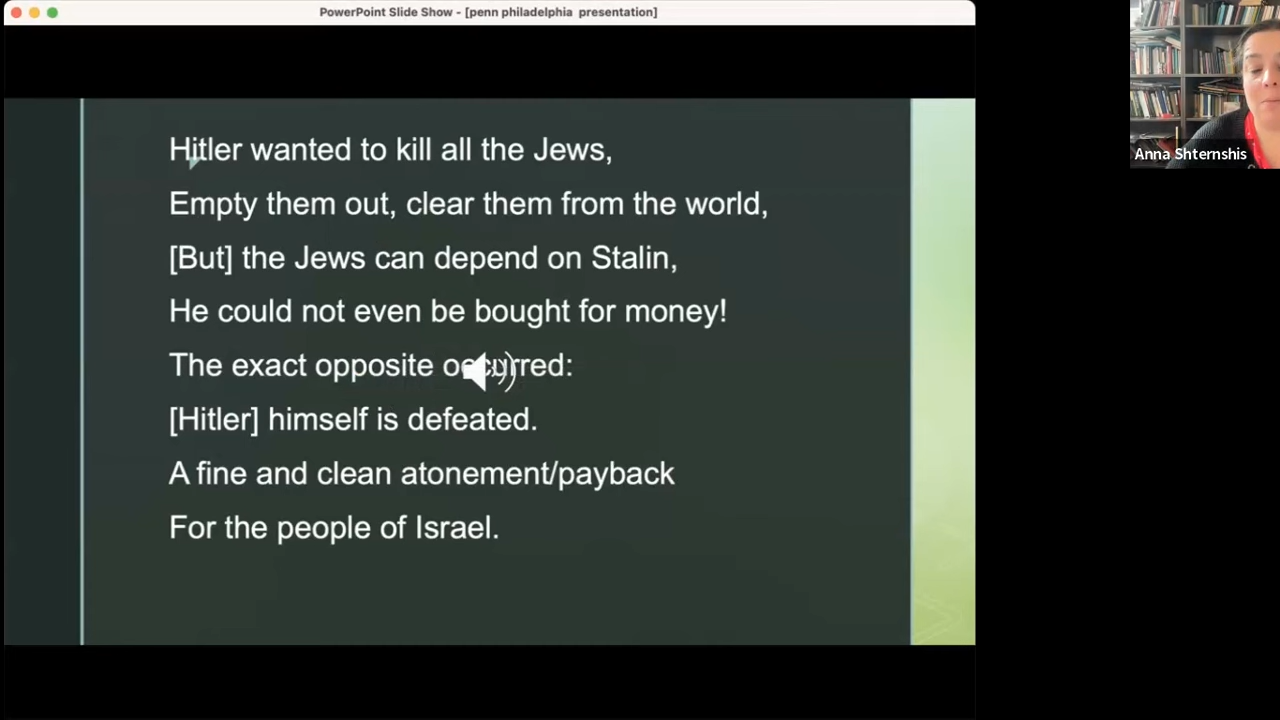 PowerPoint Slide Show - [penn philadelphia presentation]
Hitler wanted to kill all the Jews,
Empty them out, clear them from the world,
[But] the Jews can depend on Stalin,
He could not even be bought for money!
The exact opposite occurred:
[Hitler] himself is defeated.
A fine and clean atonement/payback
For the people of Israel.
Anna Shternshis